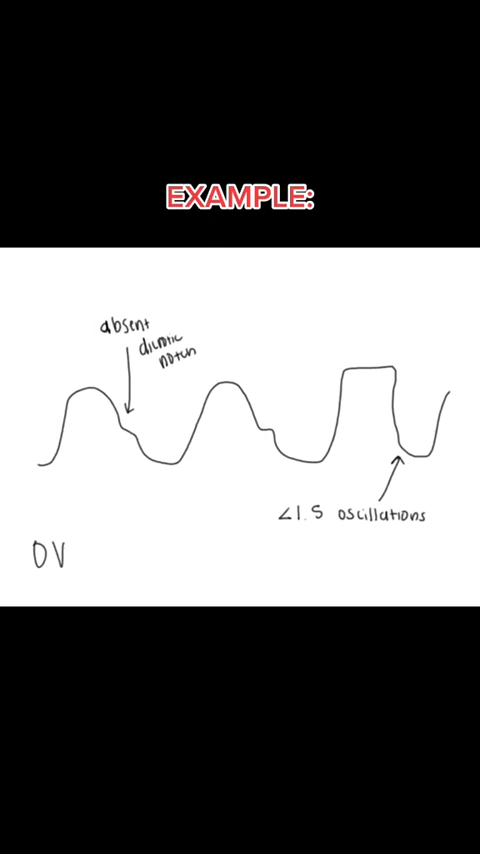 EXAMPLE:
absent
dicrotic
notch
<1.5 oscillations
OV